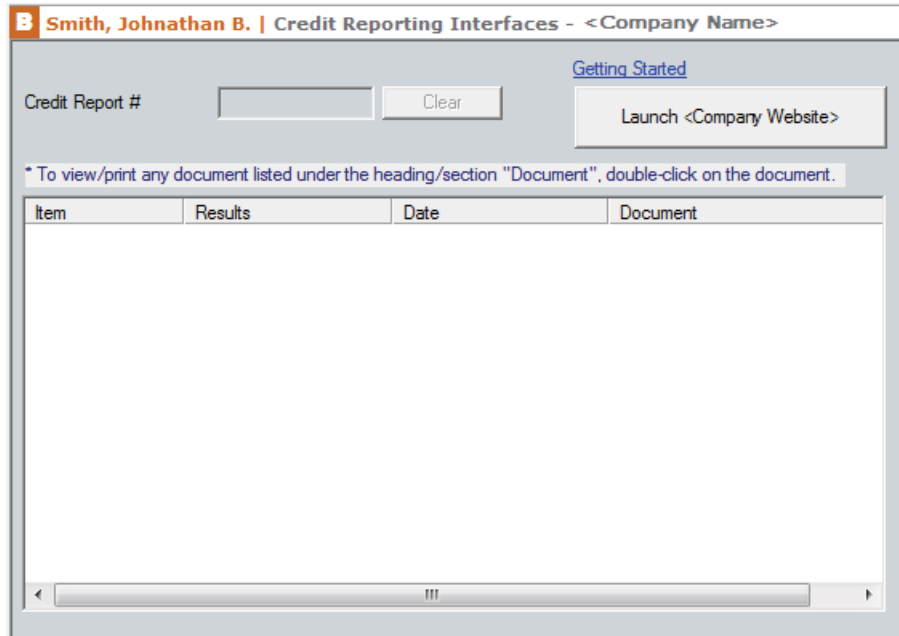 B Smith, Johnathan B. | Credit Reporting Interfaces - <Company Name>
Getting Started
Credit Report # Clear
Launch <Company Website>
* To view/print any document listed under the heading/section "Document", double-click on the document.
Item Results Date Document